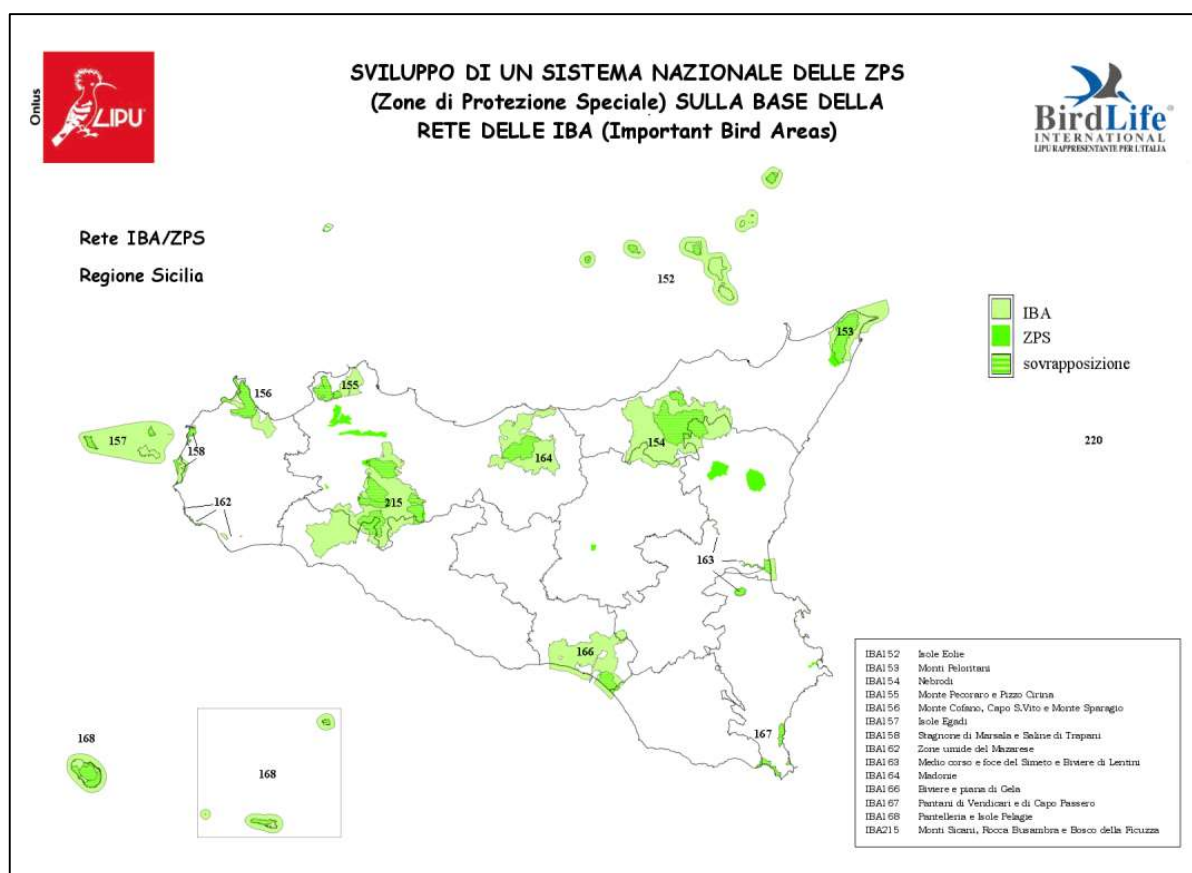 Onlus
LIPU
SVILUPPO DI UN SISTEMA NAZIONALE DELLE ZPS
(Zone di Protezione Speciale) SULLA BASE DELLA
RETE DELLE IBA (Important Bird Areas)
BirdLife
INTERNATIONAL
LIPU RAPPRESENTANTE PER L'ITALIA
Rete IBA/ZPS
Regione Sicilia
152
IBA
ZPS
sovrapposizione
153
156
155
157
158
154
220
164
162
215
163
166
167
168
168
IBA152 Isole Eolie
IBA153 Monti Peloritani
IBA154 Nebrodi
IBA155 Monte Pecoraro e Pizzo Cirina
IBA156 Monte Cofano, Capo S.Vito e Monte Sparagio
IBA157 Isole Egadi
IBA158 Stagnone di Marsala e Saline di Trapani
IBA162 Zone umide del Mazarese
IBA163 Medio corso e foce del Simeto e Biviere di Lentini
IBA164 Madonie
IBA166 Biviere e piana di Gela
IBA167 Pantani di Vendicari e di Capo Passero
IBA168 Pantelleria e Isole Pelagie
IBA215 Monti Sicani, Rocca Busambra e Bosco della Ficuzza